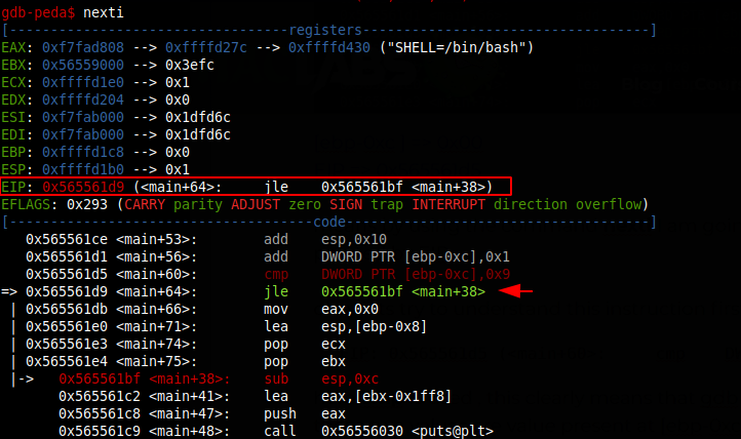 gdb-peda$ nexti
[----------------------------------registers-----------------------------------]
EAX: 0xf7fad808 --> 0xffffd27c --> 0xffffd430 ("SHELL=/bin/bash")
EBX: 0x56559000 --> 0x3efc
ECX: 0xffffd1e0 --> 0x1
EDX: 0xffffd204 --> 0x0
ESI: 0xf7fab000 --> 0x1dfd6c
EDI: 0xf7fab000 --> 0x1dfd6c
EBP: 0xffffd1c8 --> 0x0
ESP: 0xffffd1b0 --> 0x1
EIP: 0x565561d9 (<main+64>: jle 0x565561bf <main+38>)
EFLAGS: 0x293 (CARRY parity ADJUST zero SIGN trap INTERRUPT direction overflow)
[-------------------------------------code-------------------------------------]
0x565561ce <main+53>: add esp,0x10
0x565561d1 <main+56>: add DWORD PTR [ebp-0xc],0x1
0x565561d5 <main+60>: cmp DWORD PTR [ebp-0xc],0x9
=> 0x565561d9 <main+64>: jle 0x565561bf <main+38>
| 0x565561db <main+66>: mov eax,0x0
| 0x565561e0 <main+71>: lea esp,[ebp-0x8]
| 0x565561e3 <main+74>: pop ecx
| 0x565561e4 <main+75>: pop ebx
|-> 0x565561bf <main+38>: sub esp,0xc
0x565561c2 <main+41>: lea eax,[ebx-0x1ff8]
0x565561c8 <main+47>: push eax
0x565561c9 <main+48>: call 0x56556030 <puts@plt>